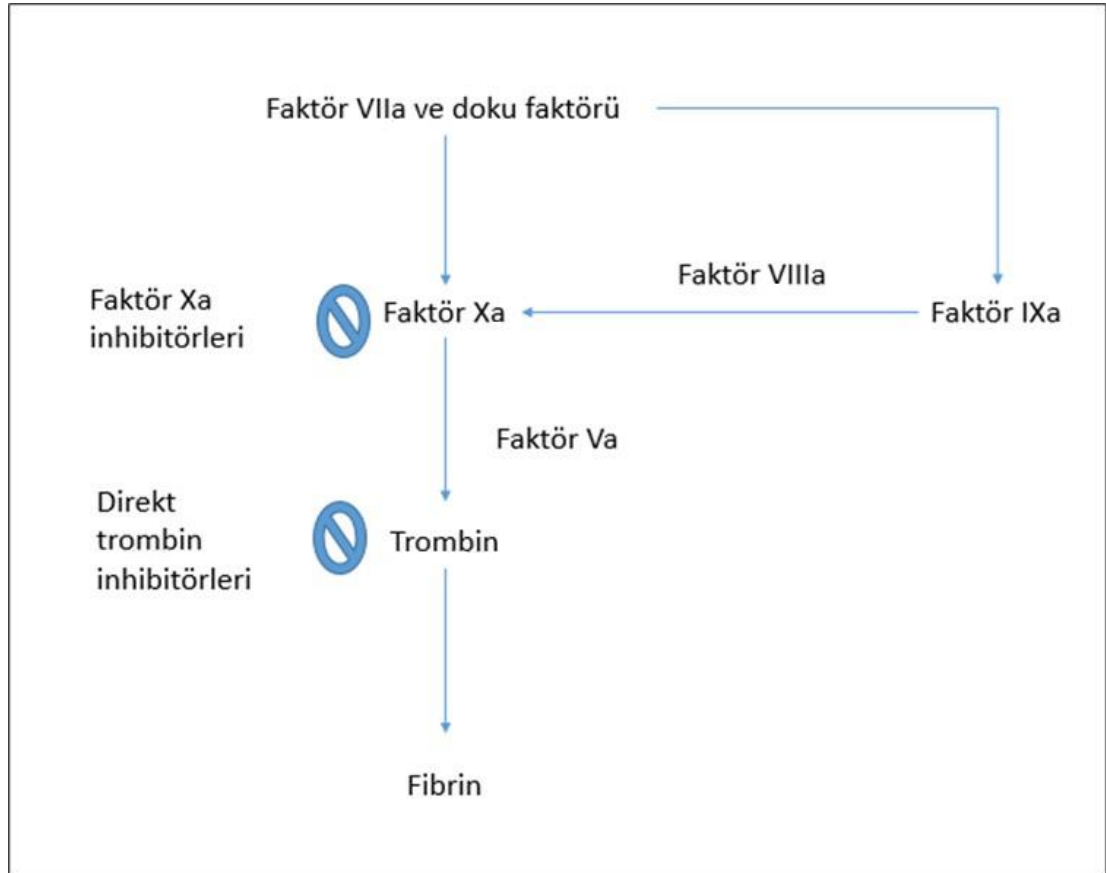 Faktör VIIa ve doku faktörü
Faktör VIIIa
Faktör Xa
inhibitörleri
Faktör Xa
Faktör IXa
Faktör Va
Direkt
trombin
inhibitörleri
Trombin
Fibrin